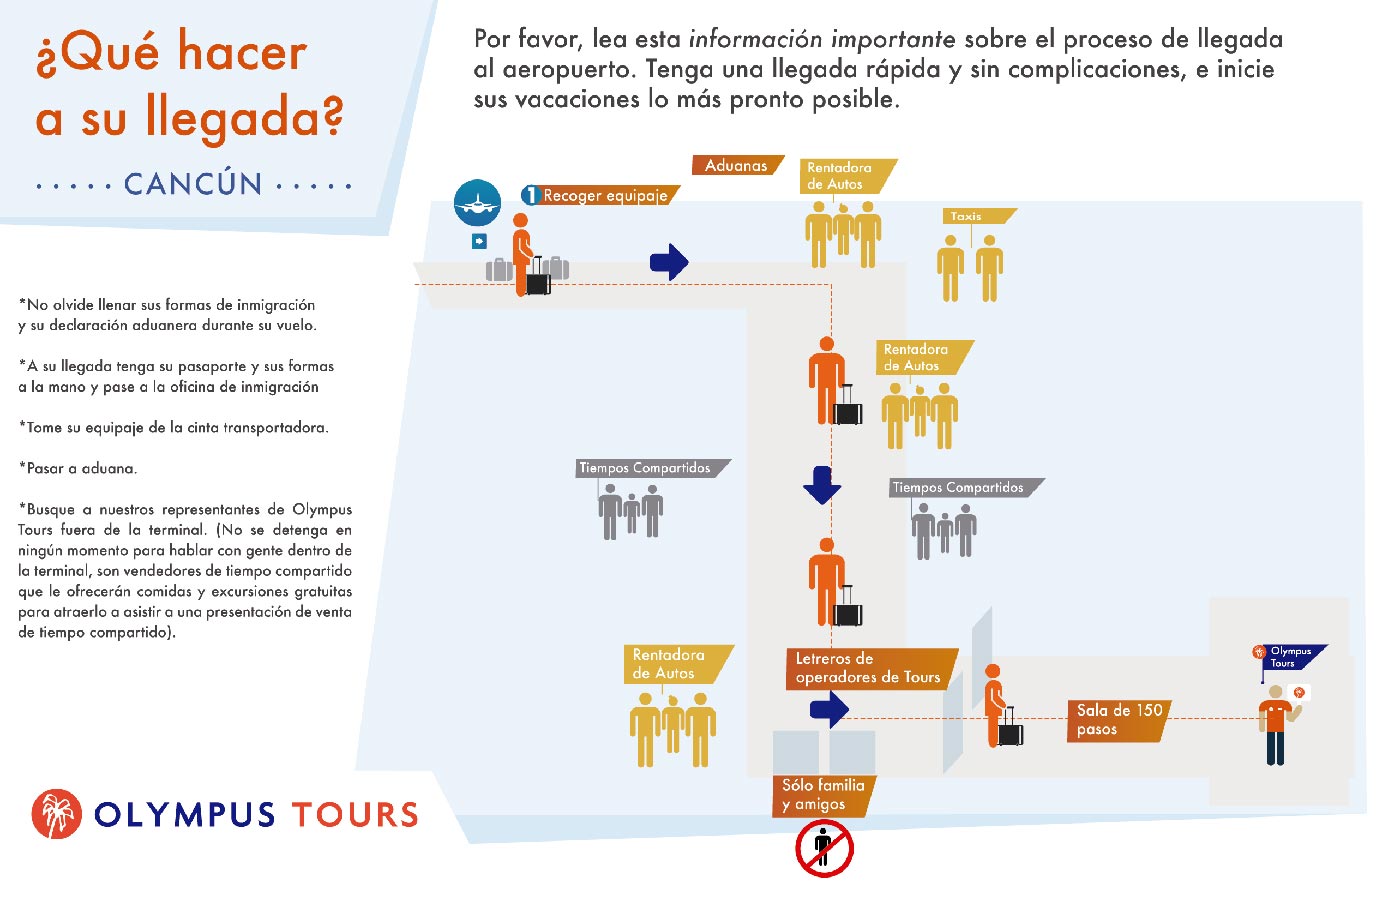 ¿Qué hacer
a su llegada?
····· CANCÚN ·····
Por favor, lea esta información importante sobre el proceso de llegada
al aeropuerto. Tenga una llegada rápida y sin complicaciones, e inicie
sus vacaciones lo más pronto posible.
*No olvide llenar sus formas de inmigración
y su declaración aduanera durante su vuelo.
*A su llegada tenga su pasaporte y sus formas
a la mano y pase a la oficina de inmigración
*Tome su equipaje de la cinta transportadora.
*Pasar a aduana.
*Busque a nuestros representantes de Olympus
Tours fuera de la terminal. (No se detenga en
ningún momento para hablar con gente dentro de
la terminal, son vendedores de tiempo compartido
que le ofrecerán comidas y excursiones gratuitas
para atraerlo a asistir a una presentación de venta
de tiempo compartido).
OLYMPUS TOURS
1 Recoger equipaje
Aduanas
Rentadora
de Autos
Taxis
Rentadora
de Autos
Tiempos Compartidos
Tiempos Compartidos
Rentadora
de Autos
Letreros de
operadores de Tours
Sala de 150
pasos
Olympus
Tours
Sólo familia
y amigos